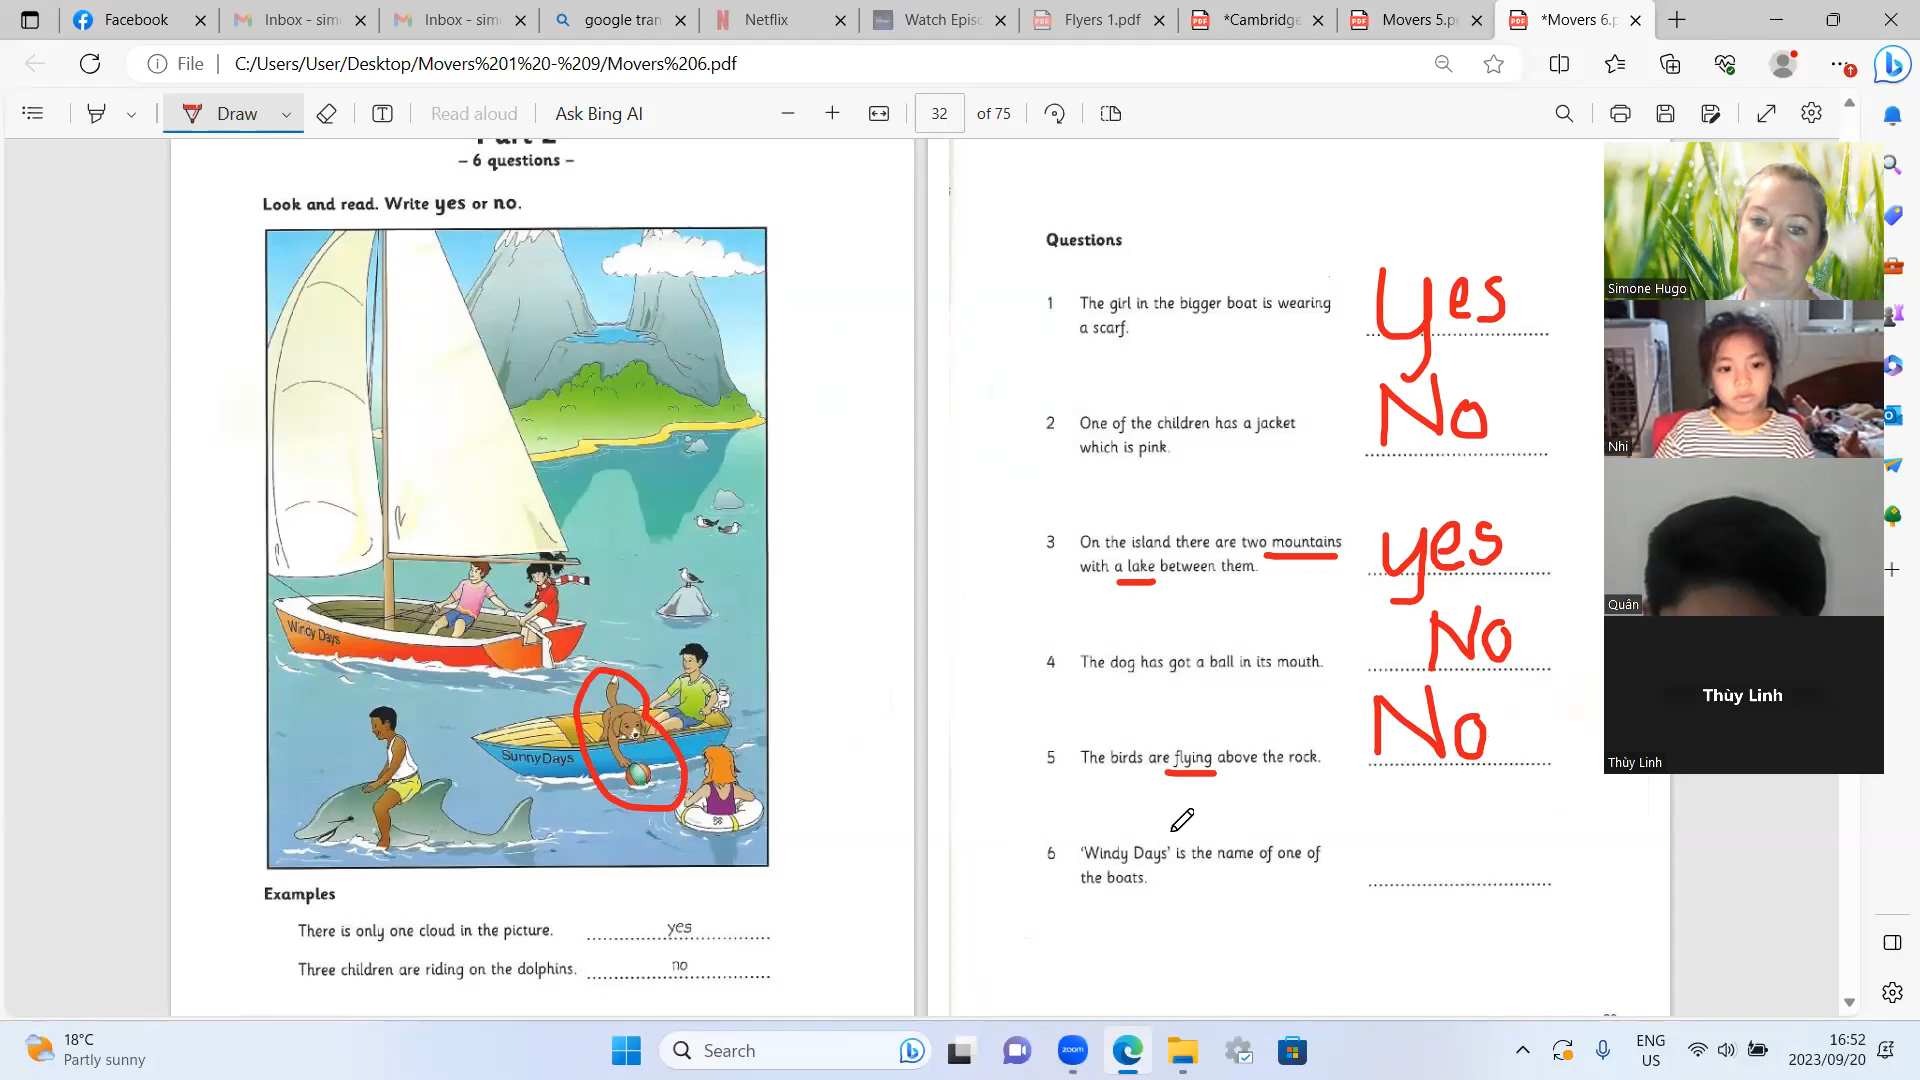 Facebook
Inbox - sim
Inbox - sim
google tran
Netflix
Watch Epis
Flyers 1.pdf
*Cambridge
Movers 5.p
*Movers 6.p
File
C:/Users/User/Desktop/Movers%201%20-%209/Movers%206.pdf
Draw
Read aloud
Ask Bing AI
32
of 75
Part 2
– 6 questions –
Look and read. Write yes or no.
Windy Days
Sunny Days
Examples
There is only one cloud in the picture. yes
Three children are riding on the dolphins. no
Questions
1 The girl in the bigger boat is wearing
a scarf.
Yes
2 One of the children has a jacket
which is pink.
No
3 On the island there are two mountains
with a lake between them.
yes
4 The dog has got a ball in its mouth.
No
5 The birds are flying above the rock.
No
6 'Windy Days' is the name of one of
the boats.
Simone Hugo
Nhi
Quân
Thùy Linh
Thùy Linh
18°C
Partly sunny
Search
zoom
ENG
US
16:52
2023/09/20